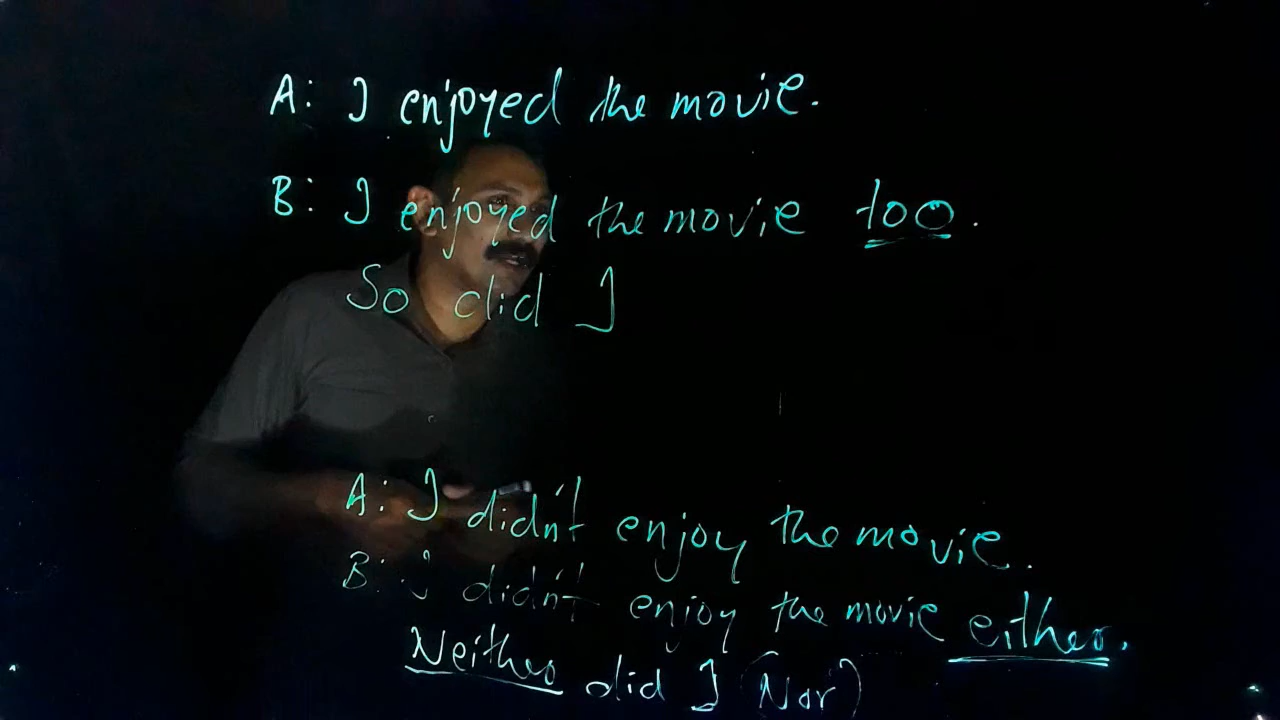 A: I enjoyed the movie.
B: I enjoyed the movie too.
So did I
A: I didn't enjoy the movie.
B: I didn't enjoy the movie either.
Neither did I (Nor)